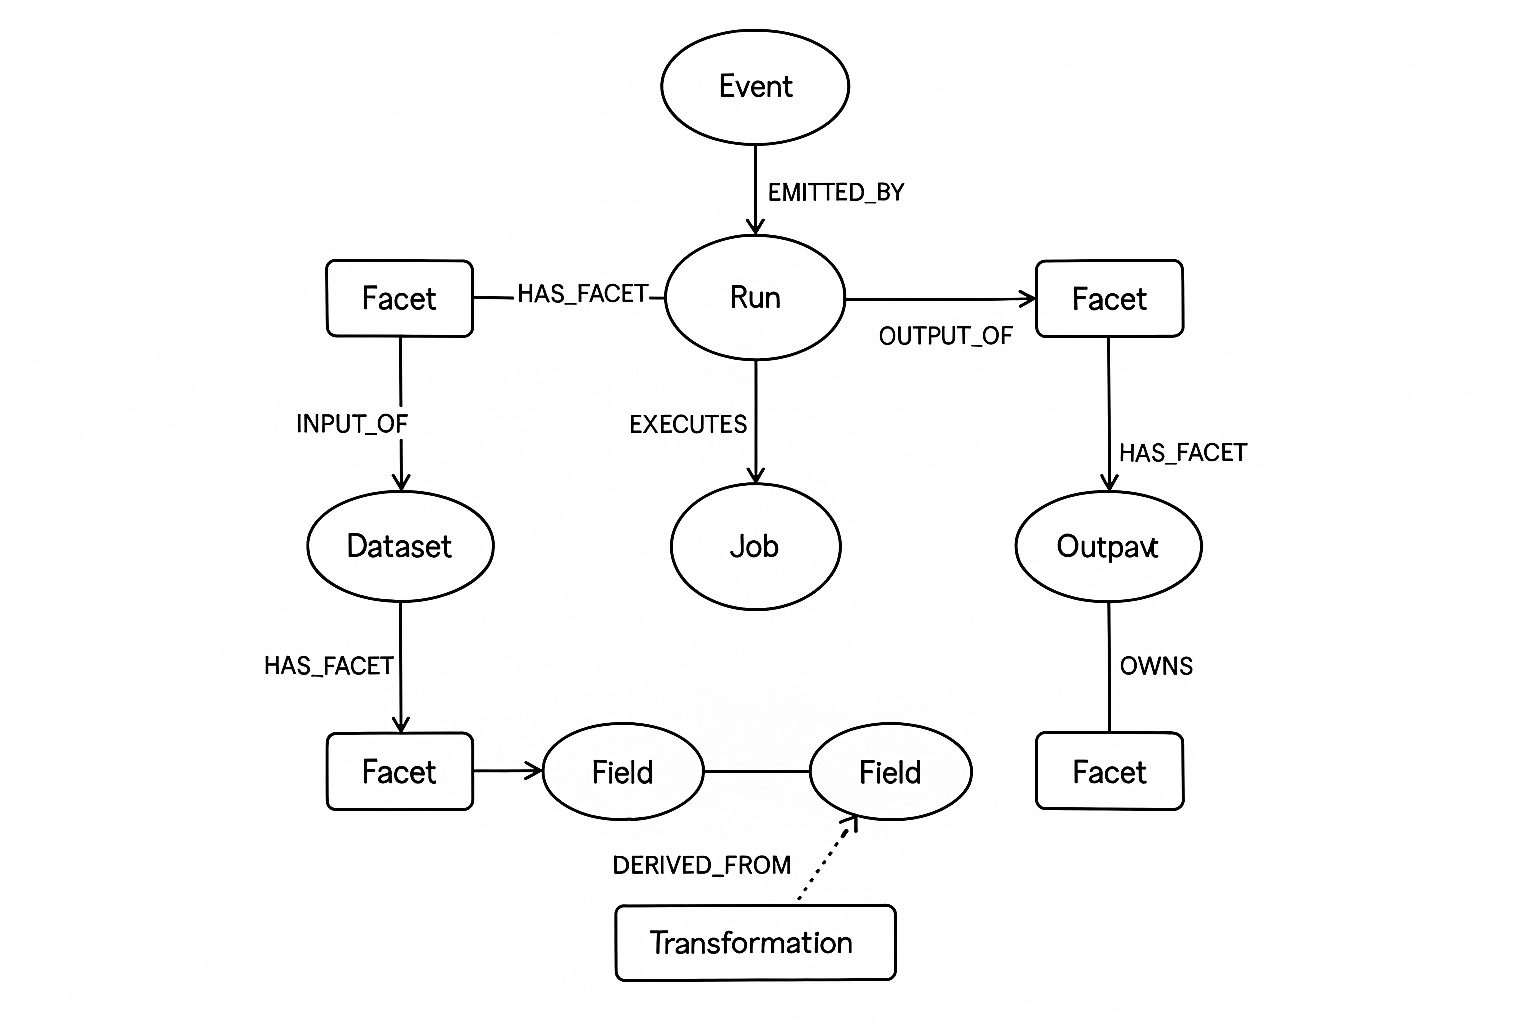 Event
EMITTED_BY
Facet
HAS_FACET
Run
OUTPUT_OF
Facet
INPUT_OF
EXECUTES
HAS_FACET
Dataset
Job
Outpavt
HAS_FACET
OWNS
Facet
Field
Field
Facet
DERIVED_FROM
Transformation